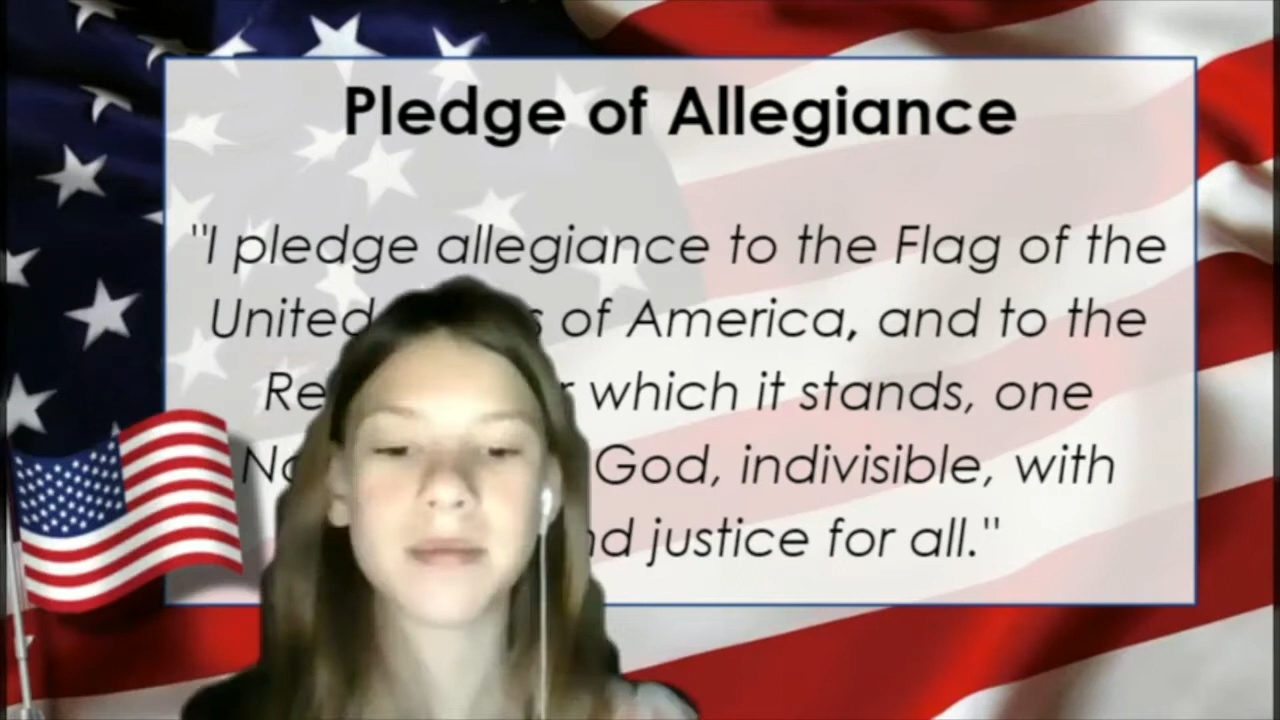 Pledge of Allegiance
"I pledge allegiance to the Flag of the
United of America, and to the
which it stands, one
God, indivisible, with
justice for all."